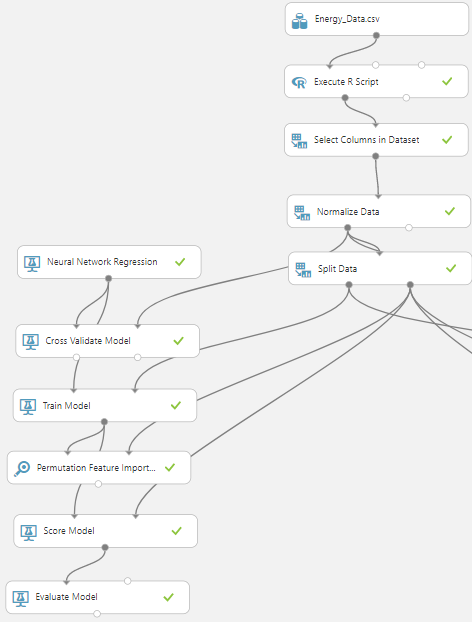 Energy_Data.csv
Execute R Script
Select Columns in Dataset
Normalize Data
Neural Network Regression
Split Data
Cross Validate Model
Train Model
Permutation Feature Import...
Score Model
Evaluate Model